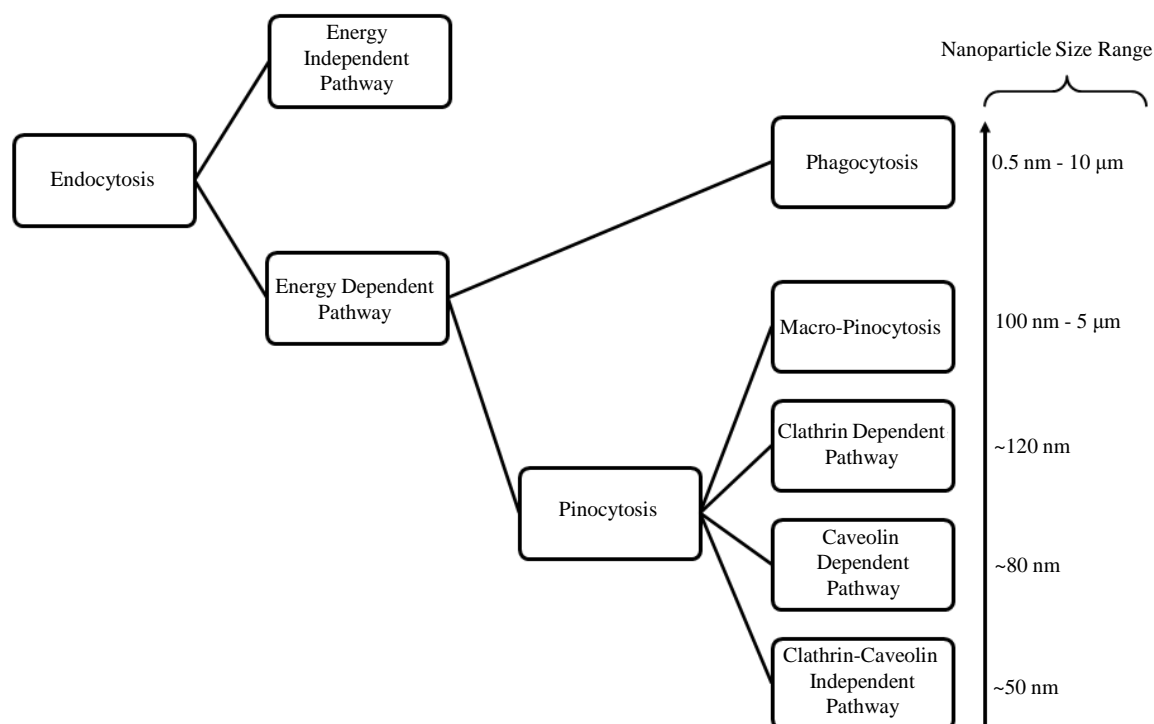 Energy
Independent
Pathway
Nanoparticle Size Range
Endocytosis
Phagocytosis
0.5 nm - 10 μm
Energy Dependent
Pathway
Macro-Pinocytosis
100 nm - 5 μm
Clathrin Dependent
Pathway
~120 nm
Pinocytosis
Caveolin
Dependent
Pathway
~80 nm
Clathrin-Caveolin
Independent
Pathway
~50 nm